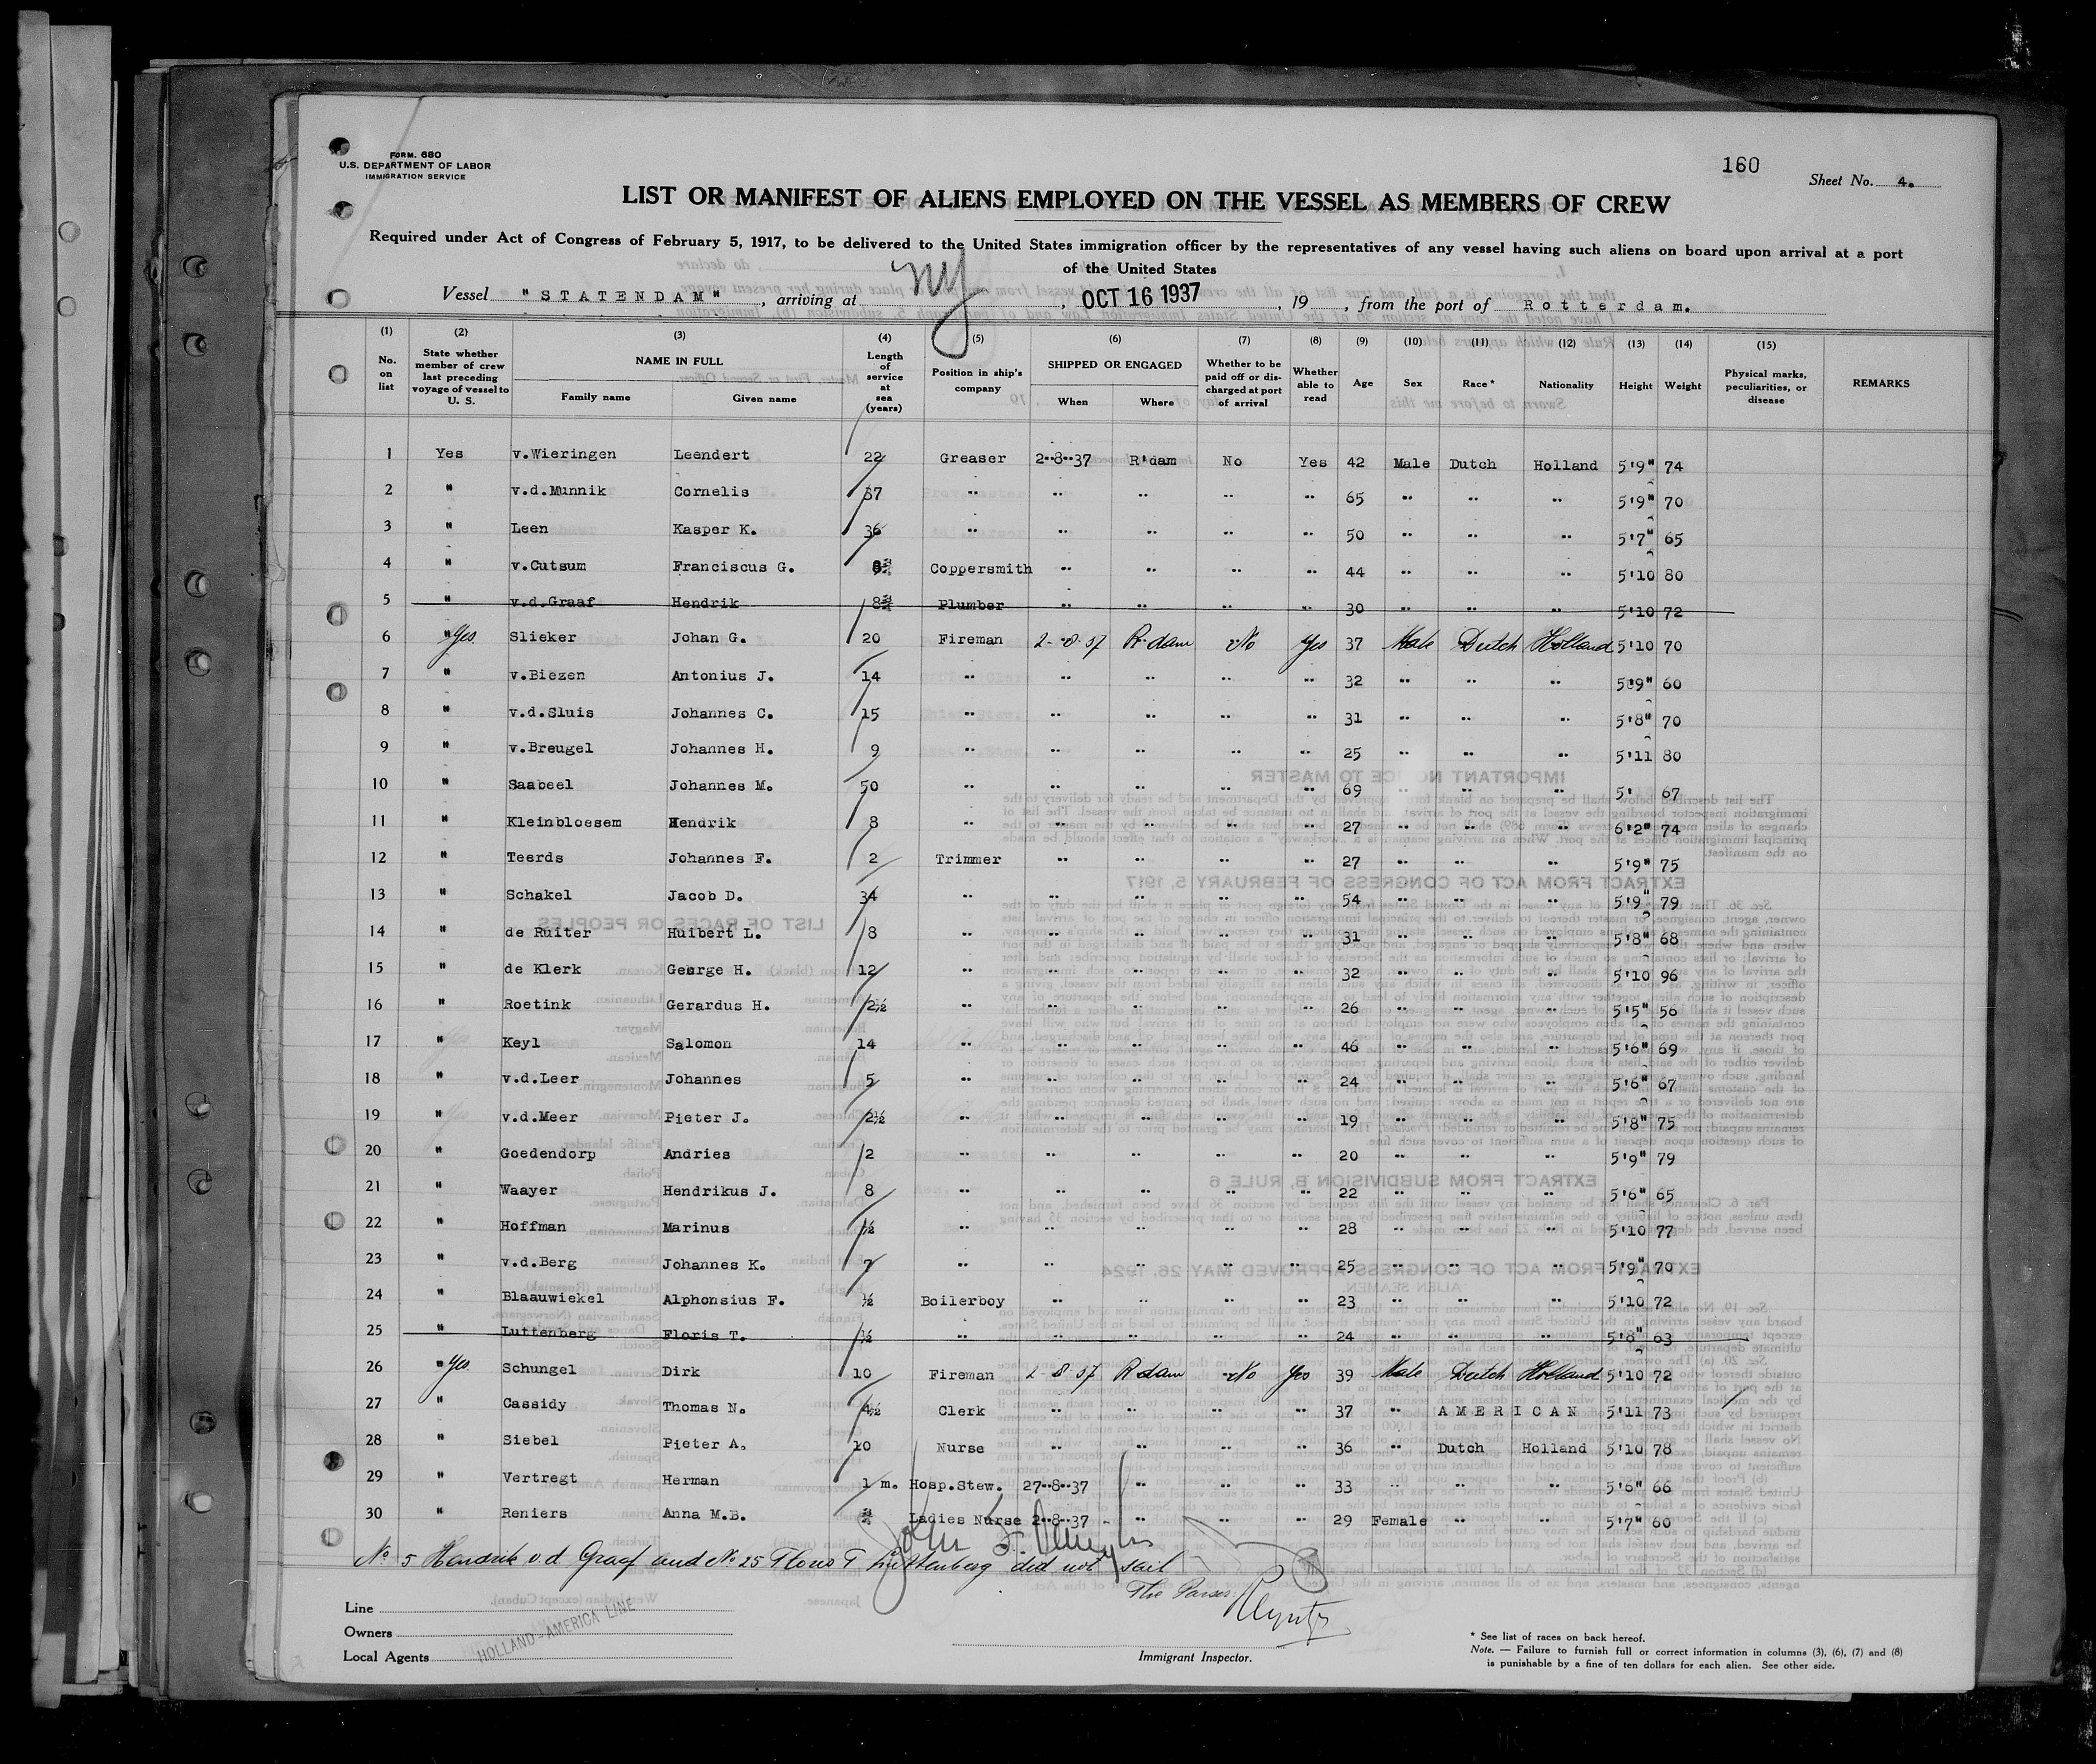 FORM. 680
U.S. DEPARTMENT OF LABOR
IMMIGRATION SERVICE
160
Sheet No. 4.
LIST OR MANIFEST OF ALIENS EMPLOYED ON THE VESSEL AS MEMBERS OF CREW
Required under Act of Congress of February 5, 1917, to be delivered to the United States immigration officer by the representatives of any vessel having such aliens on board upon arrival at a port
of the United States
Vessel "STATENDAM", arriving at NY, OCT 16 1937, 19, from the port of Rotterdam.
(1) (2) (3) (4) (5) (6) (7) (8) (9) (10) (11) (12) (13) (14) (15)
No. on list State whether member of crew last preceding voyage of vessel to U. S. NAME IN FULL Family name Given name Length of service at sea (years) Position in ship's company SHIPPED OR ENGAGED When Where Whether to be paid off or discharged at port of arrival Whether able to read Age Sex Race * Nationality Height Weight Physical marks, peculiarities, or disease REMARKS
1 Yes v.Wieringen Leendert 22 Greaser 2-8-37 R'dam No Yes 42 Male Dutch Holland 5'9" 74
2 " v.d.Munnik Cornelis 37 " " " " " 65 " " " 5'9" 70
3 " Leen Kasper K. 36 " " " " " 50 " " " 5'7" 65
4 " v.Cutsum Franciscus G. Coppersmith " " " " 44 " " " 5'10 80
5 " v.d.Graaf Hendrik Plumber " " " " 30 " " " 5'10 72
6 " Yes Slieker Johan G. 20 Fireman 2-8-37 R-dam No Yes 37 Male Dutch Holland 5'10 70
7 " v.Biezen Antonius J. 14 " " " " " 32 " " " 5'9" 60
8 " v.d.Sluis Johannes C. 15 " " " " " 31 " " " 5'8" 70
9 " v.Breugel Johannes H. 9 " " " " " 25 " " " 5'11 80
10 " Saabeel Johannes M. 50 " " " " " 69 " " " 5' 67
11 " Kleinbloesem Hendrik 8 " " " " " 27 " " " 6'2" 74
12 " Teerds Johannes F. 2 Trimmer " " " " 27 " " " 5'9" 75
13 " Schakel Jacob D. 34 " " " " " 54 " " " 5'9" 79
14 " de Ruiter Huibert L. 8 " " " " " 31 " " " 5'8" 68
15 " de Klerk George H. 12 " " " " " 32 " " " 5'10 96
16 " Roetink Gerardus H. 2½ " " " " " 26 " " " 5'5" 56
17 " Keyl Salomon 14 " " " " " 46 " " " 5'6" 69
18 " v.d.Leer Johannes 5 " " " " " 24 " " " 5'6" 67
19 " v.d.Meer Pieter J. 2½ " " " " " 19 " " " 5'8" 75
20 " Goedendorp Andries 2 " " " " " 20 " " " 5'9" 79
21 " Waayer Hendrikus J. 8 " " " " " 22 " " " 5'6" 65
22 " Hoffman Marinus ½ " " " " " 28 " " " 5'10 77
23 " v.d.Berg Johannes K. 7 " " " " " 25 " " " 5'9" 70
24 " Blaauwiekel Alphonsius F. ½ Boilerboy " " " " 23 " " " 5'10 72
25 " Luttenberg Floris T. ½ " " " " " 24 " " " 5'8" 63
26 " Yes Schungel Dirk 10 Fireman 2-8-37 R-dam No Yes 39 Male Dutch Holland 5'10 72
27 " Cassidy Thomas N. 4½ Clerk " " " " 37 " AMERICAN 5'11 73
28 " Siebel Pieter A. 10 Nurse " " " " 36 " Dutch Holland 5'10 78
29 " Vertregt Herman 1 m. Hosp.Stew. 27-8-37 " " " 33 " " " 5'6" 66
30 " Reniers Anna M.B. Ladies Nurse 2-8-37 " " " 29 Female " " 5'7" 60
No 5 Hendrik v.d Graaf and No 25 Floris T Luttenberg did not sail
The Purser
Line
Owners
Local Agents
HOLLAND-AMERICA LINE
Immigrant Inspector.
* See list of races on back hereof.
Note. — Failure to furnish full or correct information in columns (3), (6), (7) and (8)
is punishable by a fine of ten dollars for each alien. See other side.